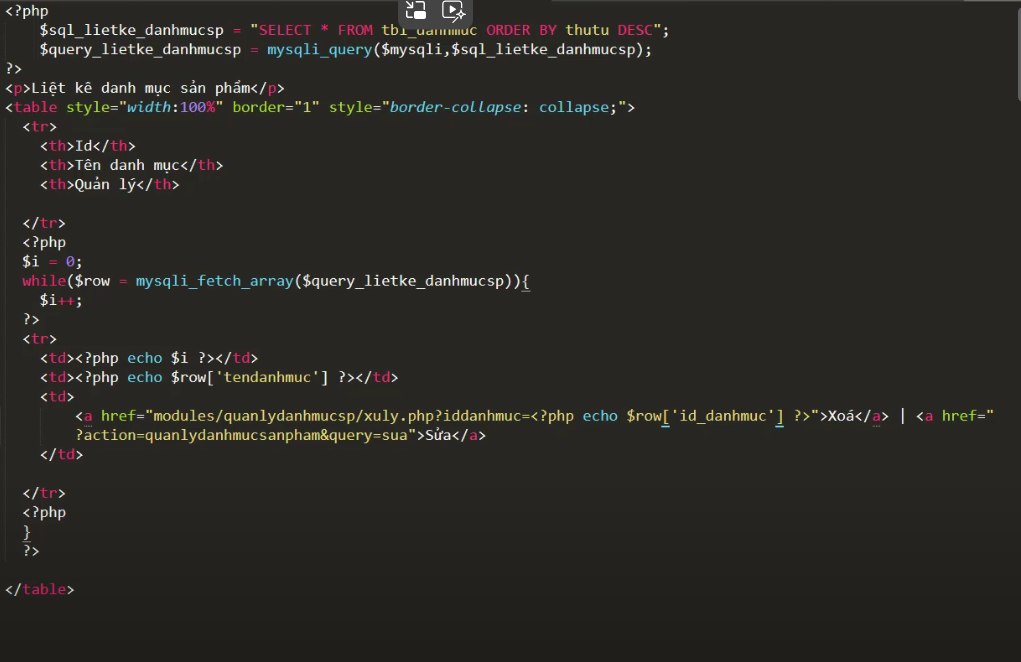 <?php
$sql_lietke_danhmucsp = "SELECT * FROM tbl_danhmuc ORDER BY thutu DESC";
$query_lietke_danhmucsp = mysqli_query($mysqli,$sql_lietke_danhmucsp);
?>
<p>Liệt kê danh mục sản phẩm</p>
<table style="width:100%" border="1" style="border-collapse: collapse;">
<tr>
<th>Id</th>
<th>Tên danh mục</th>
<th>Quản lý</th>
</tr>
<?php
$i = 0;
while($row = mysqli_fetch_array($query_lietke_danhmucsp)){
$i++;
?>
<tr>
<td><?php echo $i ?></td>
<td><?php echo $row['tendanhmuc'] ?></td>
<td>
<a href="modules/quanlydanhmucsp/xuly.php?iddanhmuc=<?php echo $row['id_danhmuc'] ?>">Xoá</a> | <a href="
?action=quanlydanhmucsanpham&query=sua">Sửa</a>
</td>
</tr>
<?php
}
?>
</table>